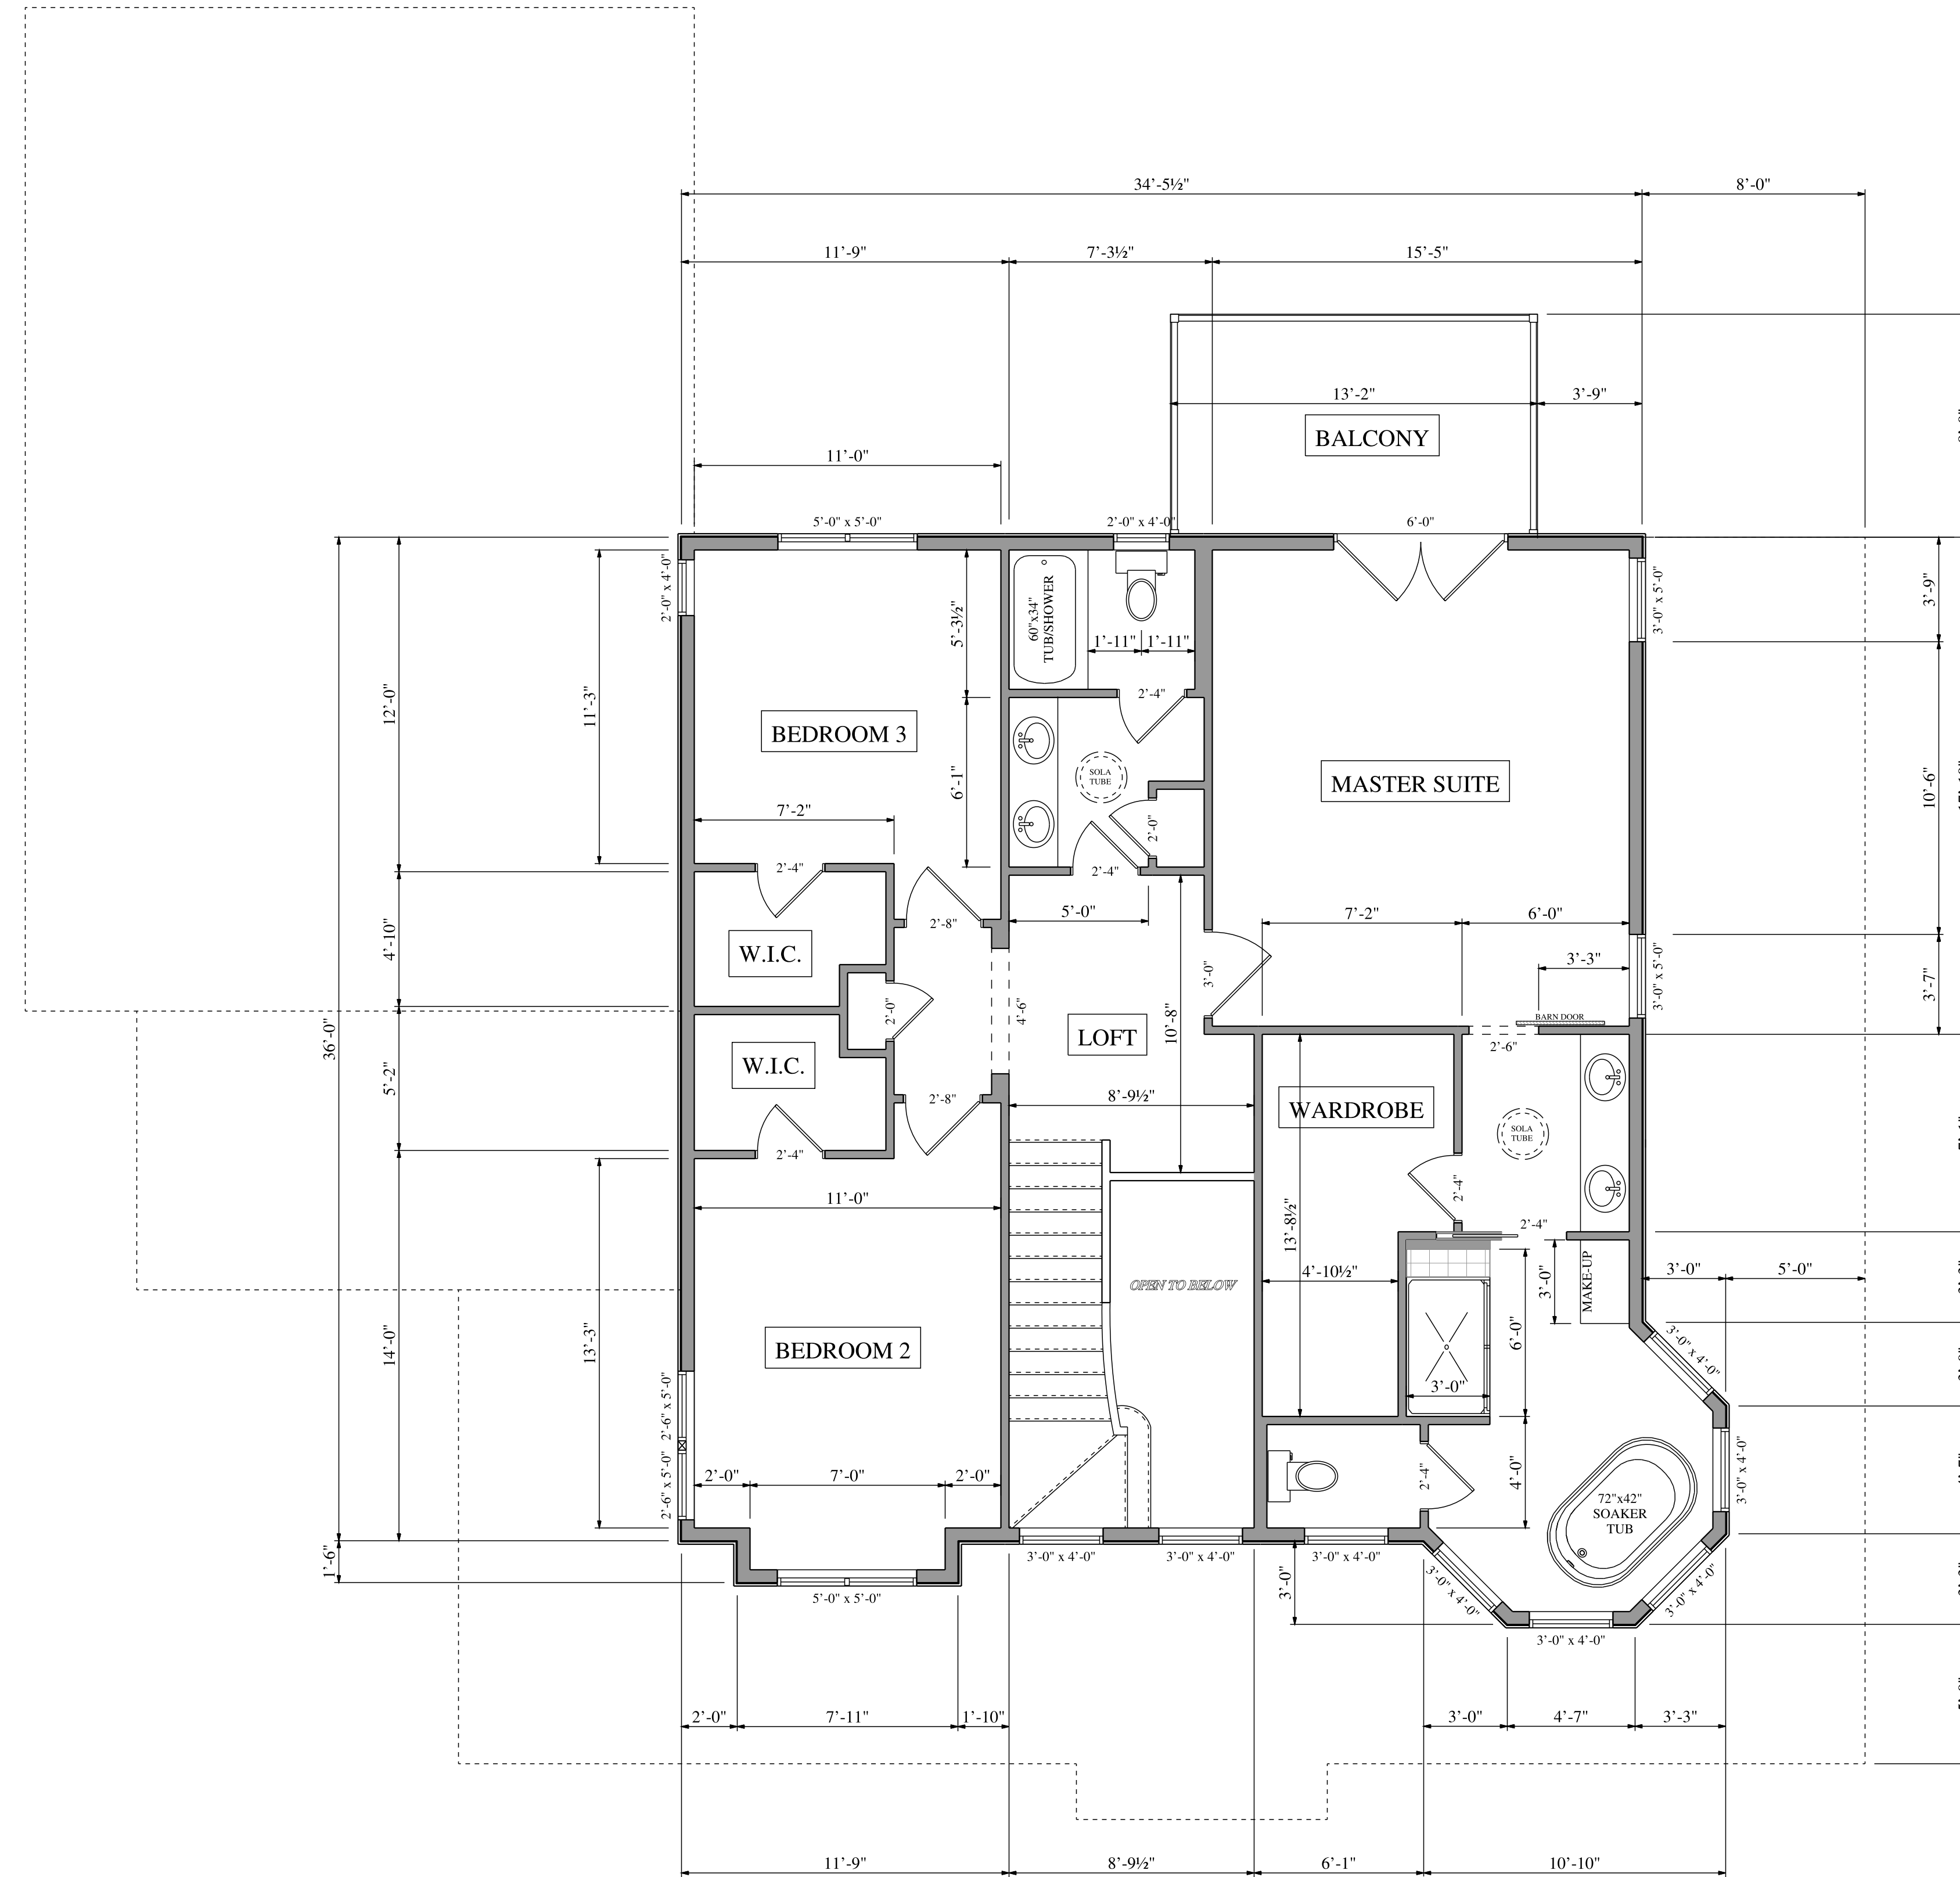 34'-5½" 8'-0"
11'-9" 7'-3½" 15'-5"
13'-2" 3'-9"
BALCONY
11'-0"
5'-0" x 5'-0" 2'-0" x 4'-0" 6'-0"
2'-0" x 4'-0"
60"x34"
TUB/SHOWER
5'-3½"
1'-11" 1'-11"
3'-0" x 5'-0"
3'-9"
12'-0"
11'-3"
2'-4"
BEDROOM 3
SOLA
TUBE
MASTER SUITE
6'-1"
10'-6"
7'-2"
2'-0"
2'-4"
2'-4"
5'-0"
7'-2" 6'-0"
2'-8"
4'-10"
W.I.C.
3'-0"
3'-3"
3'-0" x 5'-0"
3'-7"
2'-0"
4'-6"
BARN DOOR
36'-0"
LOFT
10'-8"
2'-6"
5'-2"
W.I.C.
2'-8"
8'-9½"
WARDROBE
SOLA
TUBE
2'-4"
2'-4"
11'-0"
13'-8½"
2'-4"
OPEN TO BELOW
4'-10½"
3'-0"
MAKE-UP
3'-0" 5'-0"
14'-0"
13'-3"
BEDROOM 2
6'-0"
3'-0" x 4'-0"
3'-0"
2'-6" x 5'-0"
2'-6" x 5'-0"
2'-0" 7'-0" 2'-0"
2'-4"
4'-0"
3'-0" x 4'-0"
72"x42"
SOAKER
TUB
1'-6"
3'-0" x 4'-0" 3'-0" x 4'-0" 3'-0" x 4'-0"
3'-0"
3'-0" x 4'-0"
3'-0" x 4'-0"
5'-0" x 5'-0"
3'-0" x 4'-0"
2'-0" 7'-11" 1'-10" 3'-0" 4'-7" 3'-3"
11'-9" 8'-9½" 6'-1" 10'-10"